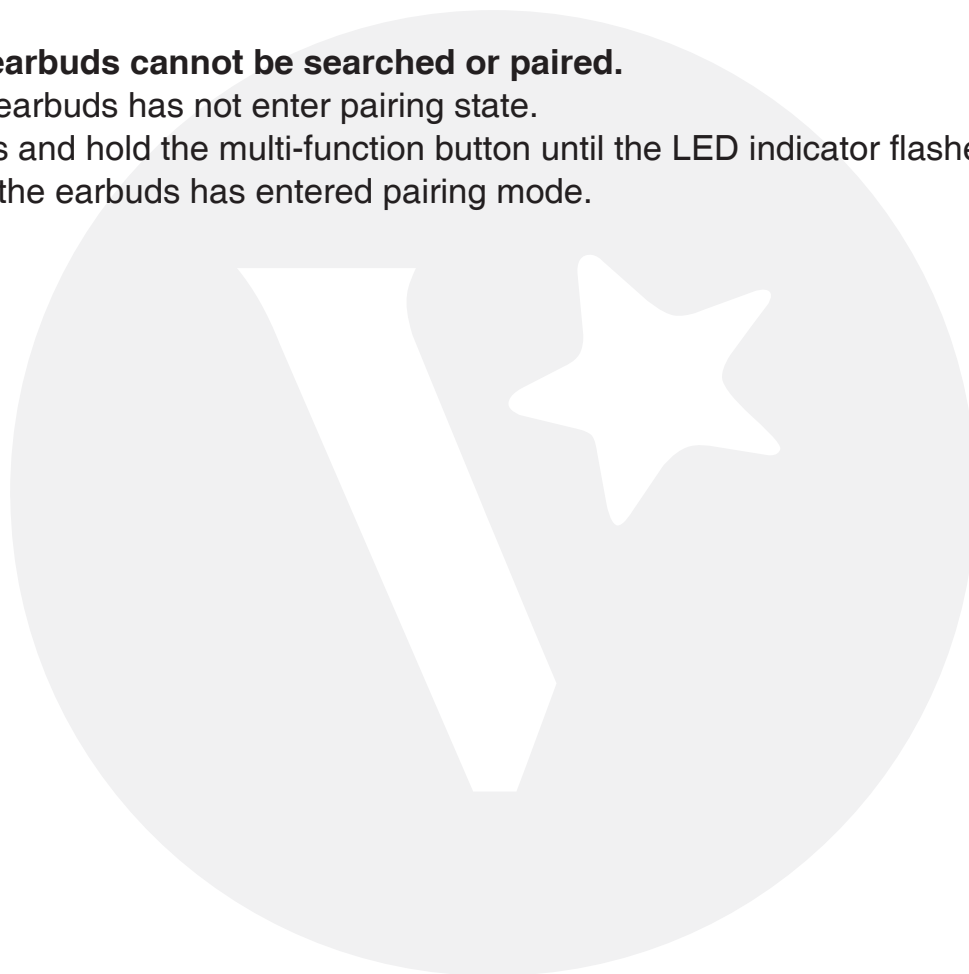 earbuds cannot be searched or paired.
earbuds has not enter pairing state.
and hold the multi-function button until the LED indicator
the earbuds has entered pairing mode.